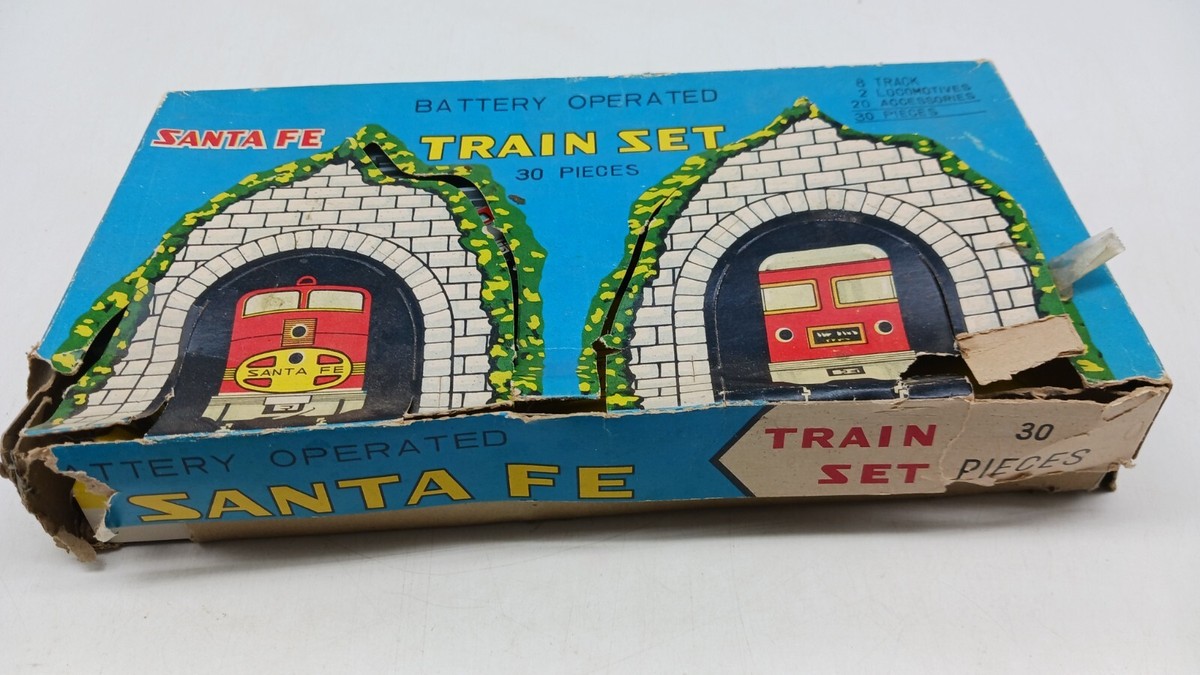 BATTERY OPERATED
SANTA FE
TRAIN SET
30 PIECES
8 TRACK
2 LOCOMOTIVES
20 ACCESSORIES
30 PIECES
SANTA FE
ATTERY OPERATED
SANTA FE
TRAIN
SET
30
PIECES